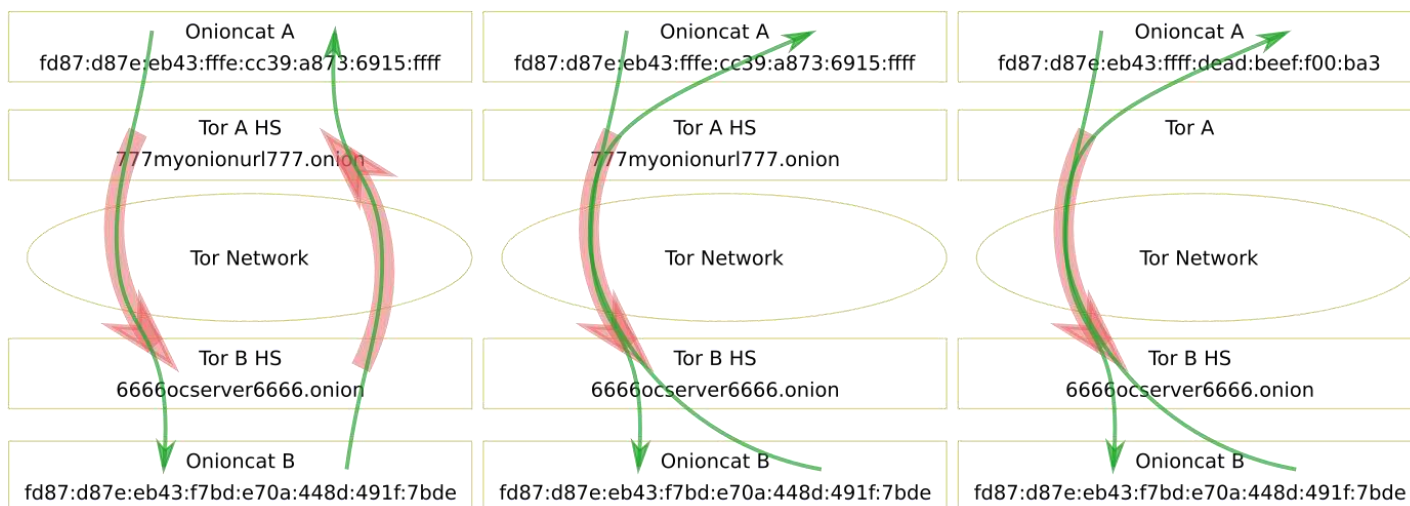 Onioncat A
fd87:d87e:eb43:fffe:cc39:a873:6915:ffff
Tor A HS
777myonionurl777.onion
Tor Network
Tor B HS
6666ocserver6666.onion
Onioncat B
fd87:d87e:eb43:f7bd:e70a:448d:491f:7bde
Onioncat A
fd87:d87e:eb43:fffe:cc39:a873:6915:ffff
Tor A HS
777myonionurl777.onion
Tor Network
Tor B HS
6666ocserver6666.onion
Onioncat B
fd87:d87e:eb43:f7bd:e70a:448d:491f:7bde
Onioncat A
fd87:d87e:eb43:ffff:dead:beef:f00:ba3
Tor A
Tor Network
Tor B HS
6666ocserver6666.onion
Onioncat B
fd87:d87e:eb43:f7bd:e70a:448d:491f:7bde